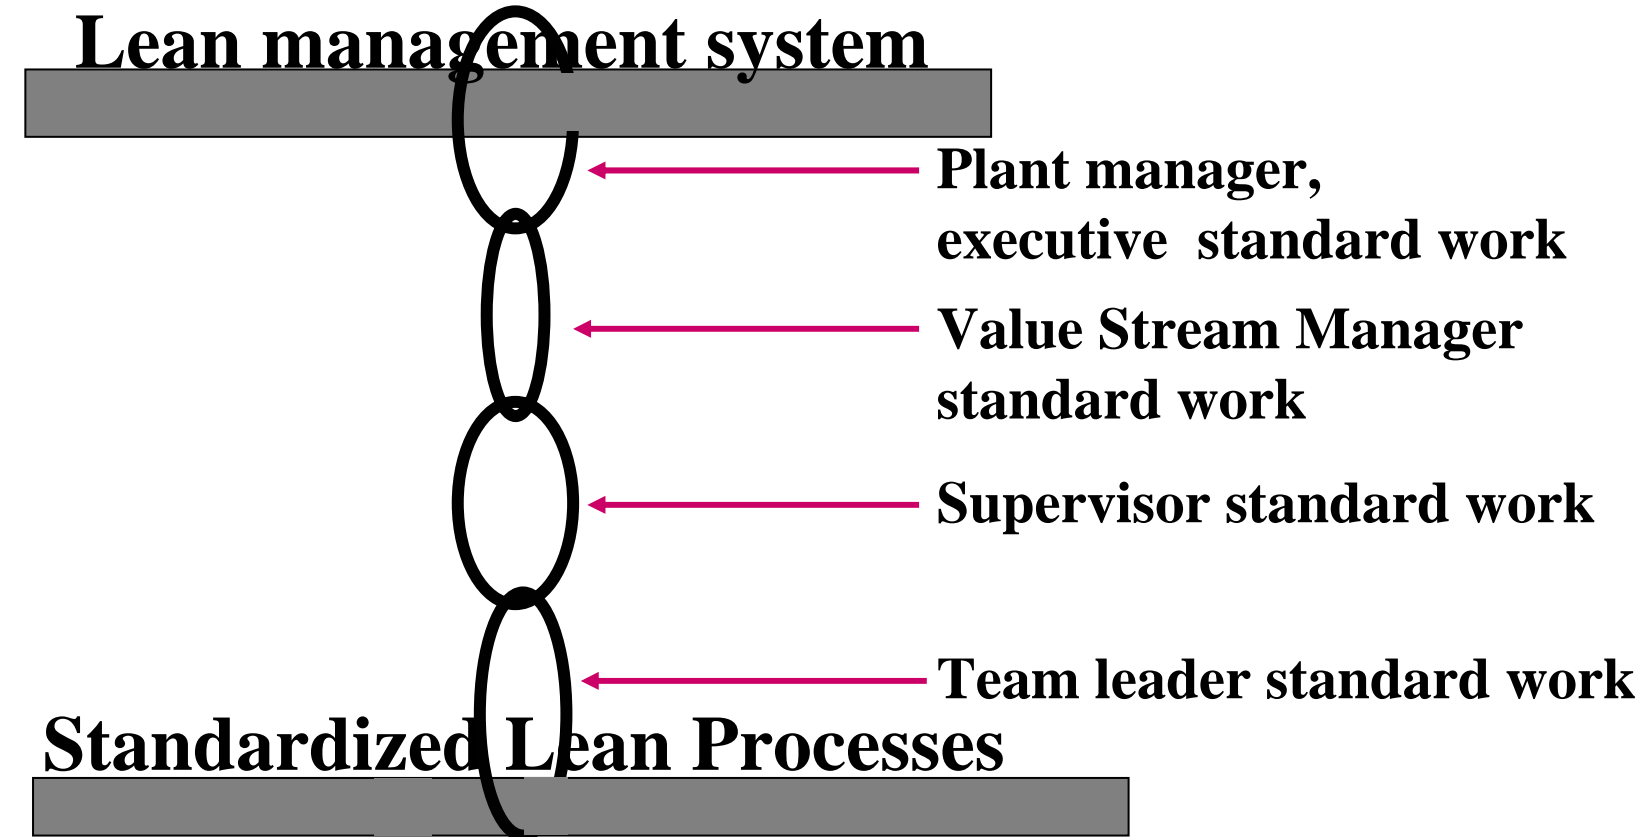 Lean management system
Plant manager,
executive  standard work
Value Stream Manager
standard work
Supervisor standard work
Team leader standard work
Standardized Lean Processes